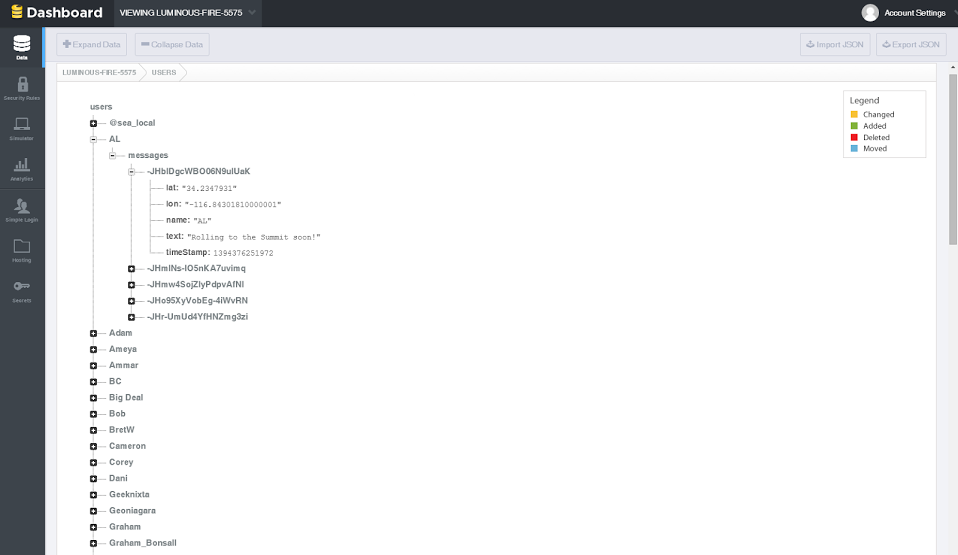 Dashboard
VIEWING LUMINOUS-FIRE-5575
Account Settings
Expand Data
Collapse Data
Import JSON
Export JSON
Data
Security Rules
Simulator
Analytics
Simple Login
Hosting
Secrets
LUMINOUS-FIRE-5575
USERS
Legend
Changed
Added
Deleted
Moved
users
@sea_local
AL
messages
-JHblDgcWBO06N9ulUaK
lat: "34.2347931"
lon: "-116.84301810000001"
name: "AL"
text: "Rolling to the Summit soon!"
timeStamp: 1394376251972
-JHmINs-IO5nKA7uvimq
-JHmw4SojZlyPdpvAfNl
-JHo95XyVobEg-4iWvRN
-JHr-UmUd4YfHNZmg3zi
Adam
Ameya
Ammar
BC
Big Deal
Bob
BretW
Cameron
Corey
Dani
Geeknixta
Geoniagara
Graham
Graham_Bonsall